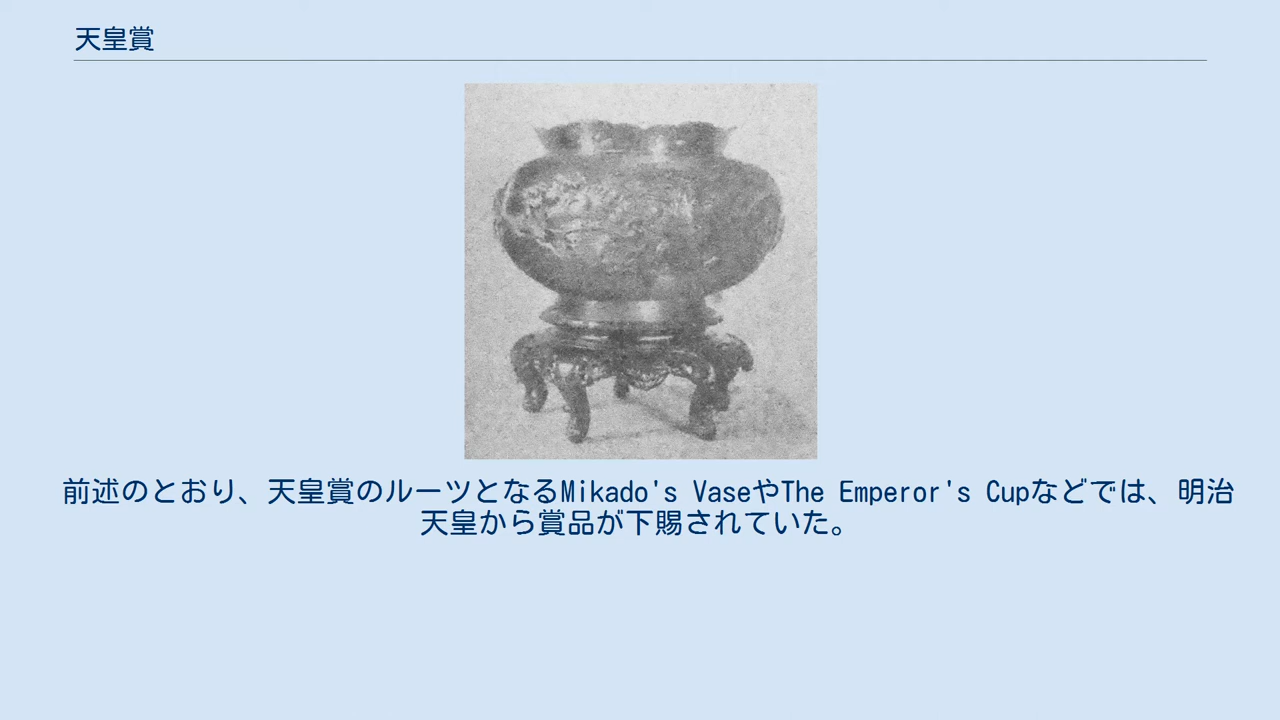 天皇賞
前述のとおり、天皇賞のルーツとなるMikado's VaseやThe Emperor's Cupなどでは、明治
天皇から賞品が下賜されていた。